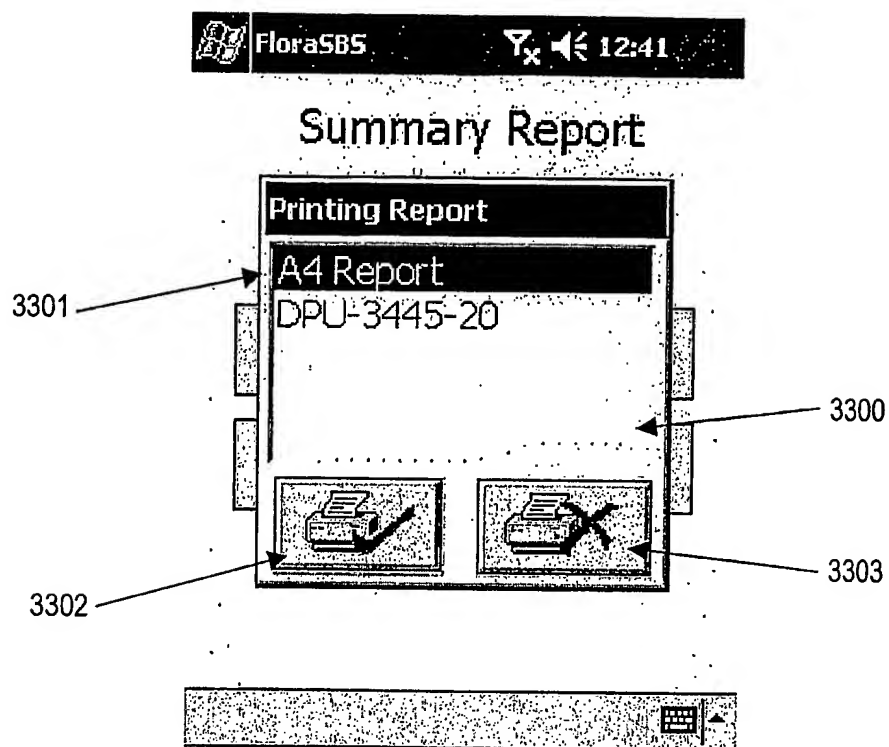 FloraSBS 12:41
Summary Report
Printing Report
A4 Report
3301
DPU-3445-20
3300
3303
3302